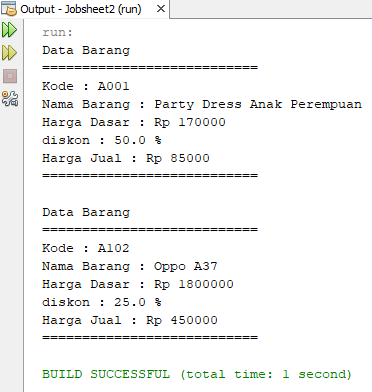 Output - Jobsheet2 (run)
run:
Data Barang
===========================
Kode : A001
Nama Barang : Party Dress Anak Perempuan
Harga Dasar : Rp 170000
diskon : 50.0 %
Harga Jual : Rp 85000
===========================
Data Barang
===========================
Kode : A102
Nama Barang : Oppo A37
Harga Dasar : Rp 1800000
diskon : 25.0 %
Harga Jual : Rp 450000
===========================
BUILD SUCCESSFUL (total time: 1 second)